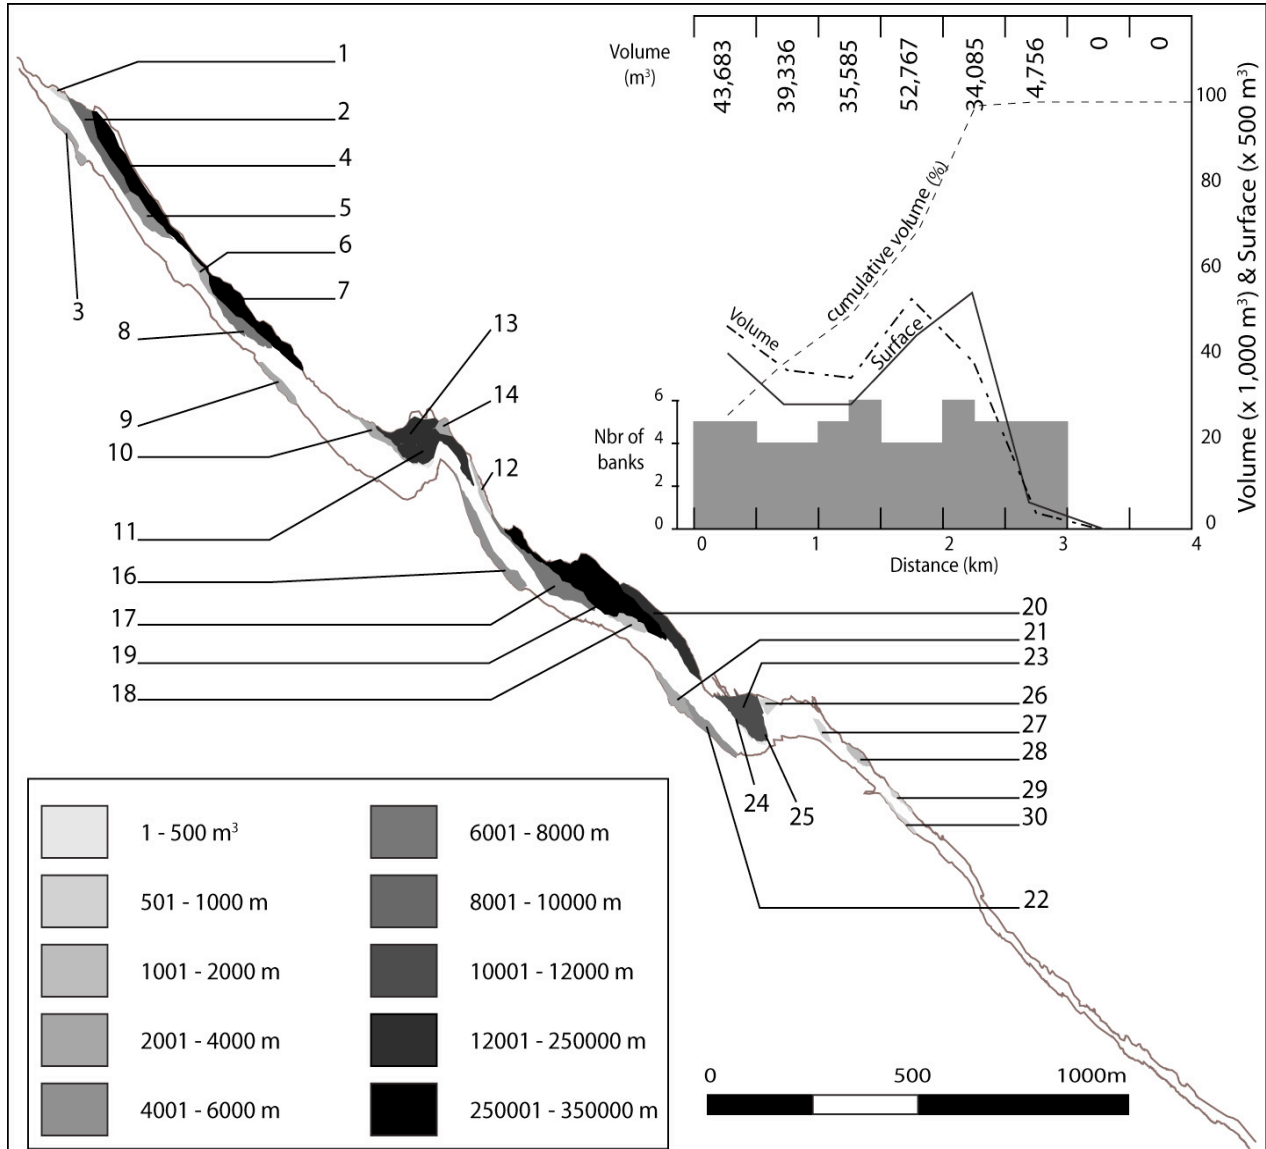 Volume
(m³)
43,683
39,336
35,585
52,767
34,085
4,756
0
0
100
80
60
40
20
0
Volume (x 1,000 m³) & Surface (x 500 m³)
cumulative volume (%)
Volume
Surface
6
4
2
0
Nbr of
banks
0
1
2
3
4
Distance (km)
1
2
4
5
6
7
3
8
9
10
13
14
12
11
16
17
19
18
20
21
23
26
27
28
29
30
24
25
22
1 - 500 m³
501 - 1000 m
1001 - 2000 m
2001 - 4000 m
4001 - 6000 m
6001 - 8000 m
8001 - 10000 m
10001 - 12000 m
12001 - 250000 m
250001 - 350000 m
0
500
1000m